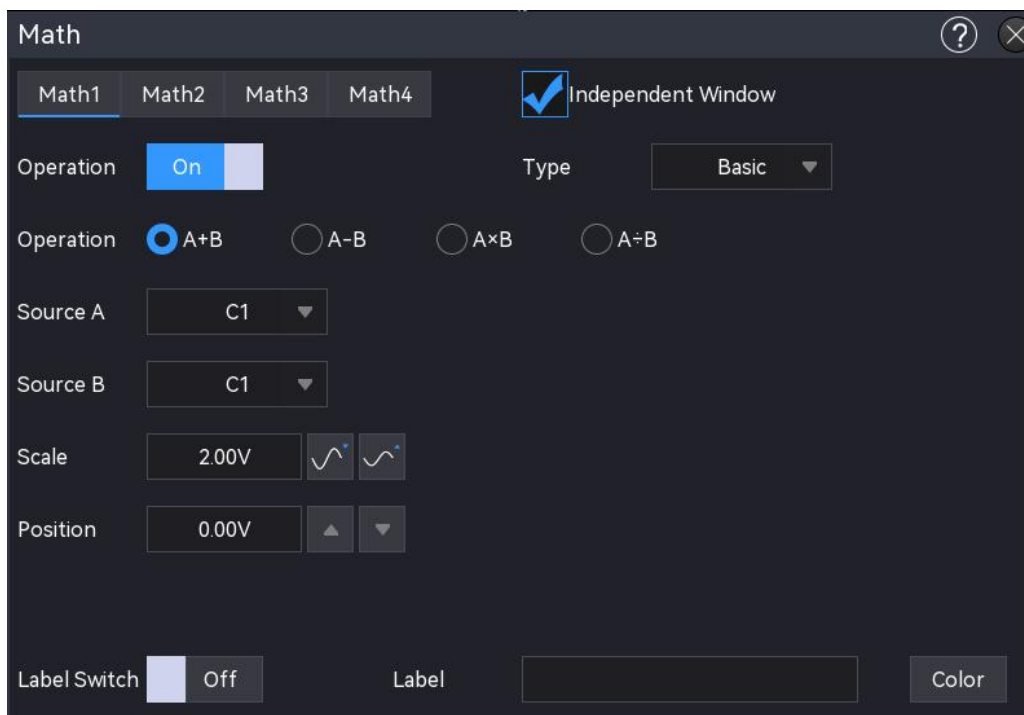 Math
?
Math1 Math2 Math3 Math4 Independent Window
Operation On Type Basic
Operation A+B A-B A×B A÷B
Source A C1
Source B C1
Scale 2.00V
Position 0.00V
Label Switch Off Label Color